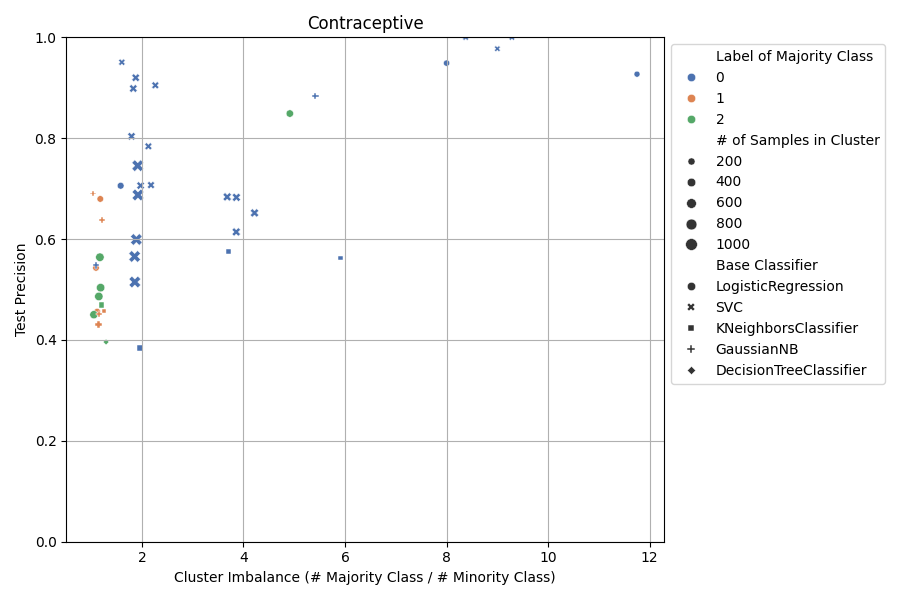 Contraceptive
1.0
0.8
0.6
0.4
0.2
0.0
Test Precision
2
4
6
8
10
12
Cluster Imbalance (# Majority Class / # Minority Class)
Label of Majority Class
0
1
2
# of Samples in Cluster
200
400
600
800
1000
Base Classifier
LogisticRegression
SVC
KNeighborsClassifier
GaussianNB
DecisionTreeClassifier